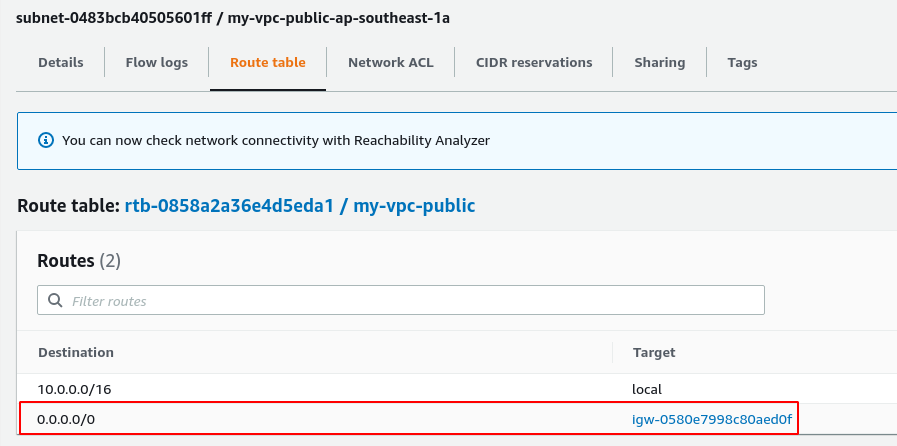 subnet-0483bcb40505601ff / my-vpc-public-ap-southeast-1a
Details Flow logs Route table Network ACL CIDR reservations Sharing Tags
You can now check network connectivity with Reachability Analyzer
Route table: rtb-0858a2a36e4d5eda1 / my-vpc-public
Routes (2)
Filter routes
Destination Target
10.0.0.0/16 local
0.0.0.0/0 igw-0580e7998c80aed0f